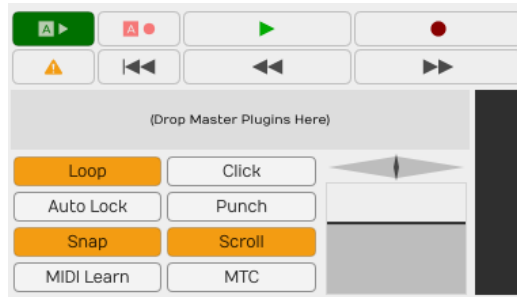 A
A
(Drop Master Plugins Here)
Loop Click
Auto Lock Punch
Snap Scroll
MIDI Learn MTC